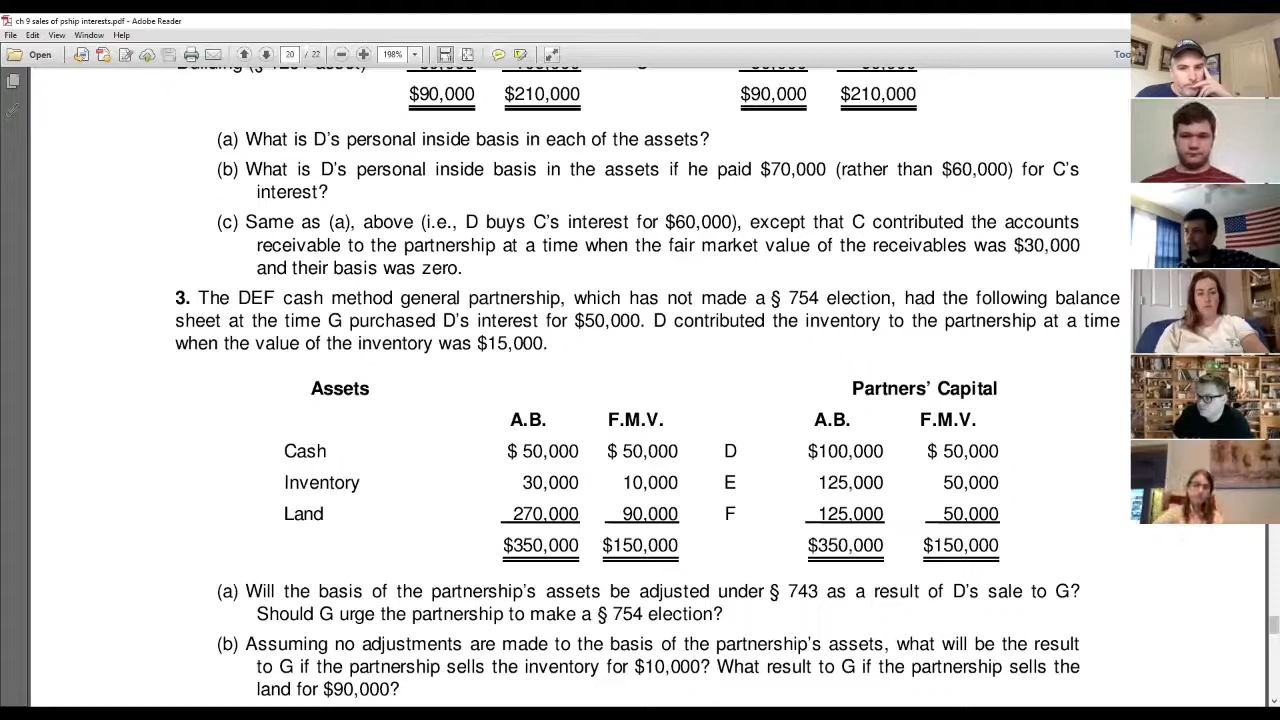 ch 9 sales of pship interests.pdf - Adobe Reader
File Edit View Window Help
Open 20 / 22 198%
$90,000 $210,000 $90,000 $210,000
(a) What is D's personal inside basis in each of the assets?
(b) What is D's personal inside basis in the assets if he paid $70,000 (rather than $60,000) for C's
interest?
(c) Same as (a), above (i.e., D buys C's interest for $60,000), except that C contributed the accounts
receivable to the partnership at a time when the fair market value of the receivables was $30,000
and their basis was zero.
3. The DEF cash method general partnership, which has not made a § 754 election, had the following balance
sheet at the time G purchased D's interest for $50,000. D contributed the inventory to the partnership at a time
when the value of the inventory was $15,000.
Assets Partners' Capital
A.B. F.M.V. A.B. F.M.V.
Cash $ 50,000 $ 50,000 D $100,000 $ 50,000
Inventory 30,000 10,000 E 125,000 50,000
Land 270,000 90,000 F 125,000 50,000
$350,000 $150,000 $350,000 $150,000
(a) Will the basis of the partnership's assets be adjusted under § 743 as a result of D's sale to G?
Should G urge the partnership to make a § 754 election?
(b) Assuming no adjustments are made to the basis of the partnership's assets, what will be the result
to G if the partnership sells the inventory for $10,000? What result to G if the partnership sells the
land for $90,000?